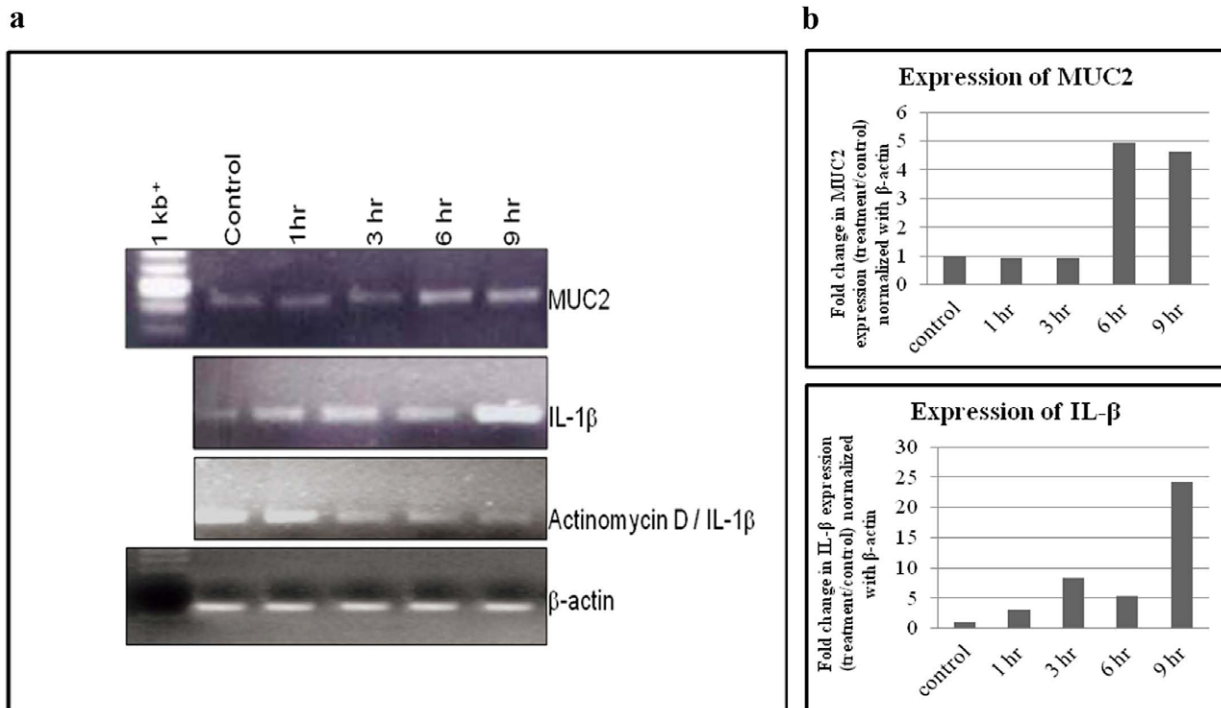 a
b
1 kb⁺
Control
1hr
3 hr
6 hr
9 hr
MUC2
IL-1β
Actinomycin D / IL-1β
β-actin
Expression of MUC2
Fold change in MUC2
expression (treatment/control)
normalized with β-actin
6
5
4
3
2
1
0
control
1 hr
3 hr
6 hr
9 hr
Expression of IL-β
Fold change in IL-β expression
(treatment/control) normalized
with β-actin
30
25
20
15
10
5
0
control
1 hr
3 hr
6 hr
9 hr